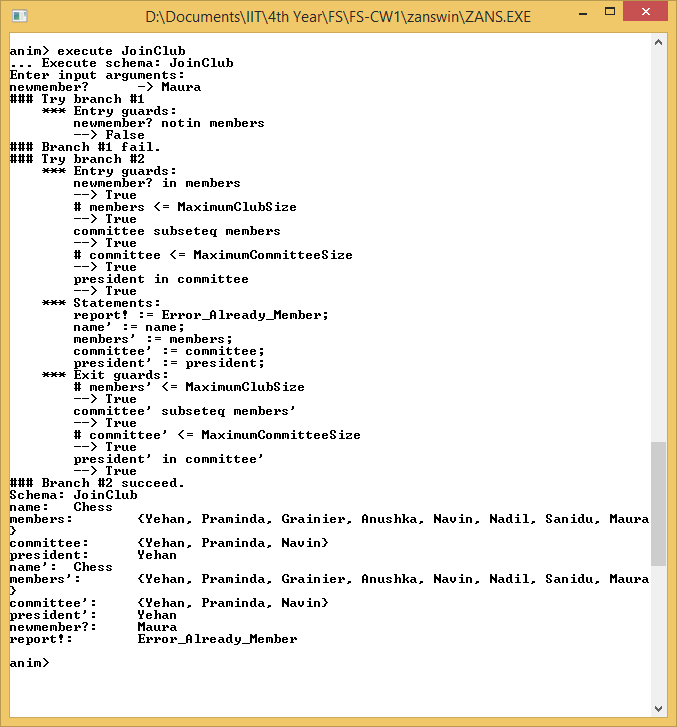 D:\Documents\IIT\4th Year\FS\FS-CW1\zanswin\ZANS.EXE
anim> execute JoinClub
... Execute schema: JoinClub
Enter input arguments:
newmember?      -> Maura
### Try branch #1
    *** Entry guards:
        newmember? notin members
        --> False
### Branch #1 fail.
### Try branch #2
    *** Entry guards:
        newmember? in members
        --> True
        # members <= MaximumClubSize
        --> True
        committee subseteq members
        --> True
        # committee <= MaximumCommitteeSize
        --> True
        president in committee
        --> True
    *** Statements:
        report! := Error_Already_Member;
        name' := name;
        members' := members;
        committee' := committee;
        president' := president;
    *** Exit guards:
        # members' <= MaximumClubSize
        --> True
        committee' subseteq members'
        --> True
        # committee' <= MaximumCommitteeSize
        --> True
        president' in committee'
        --> True
### Branch #2 succeed.
Schema: JoinClub
name:   Chess
members:        {Yehan, Praminda, Grainier, Anushka, Navin, Nadil, Sanidu, Maura
}
committee:      {Yehan, Praminda, Navin}
president:      Yehan
name':  Chess
members':       {Yehan, Praminda, Grainier, Anushka, Navin, Nadil, Sanidu, Maura
}
committee':     {Yehan, Praminda, Navin}
president':     Yehan
newmember?:     Maura
report!:        Error_Already_Member
anim>